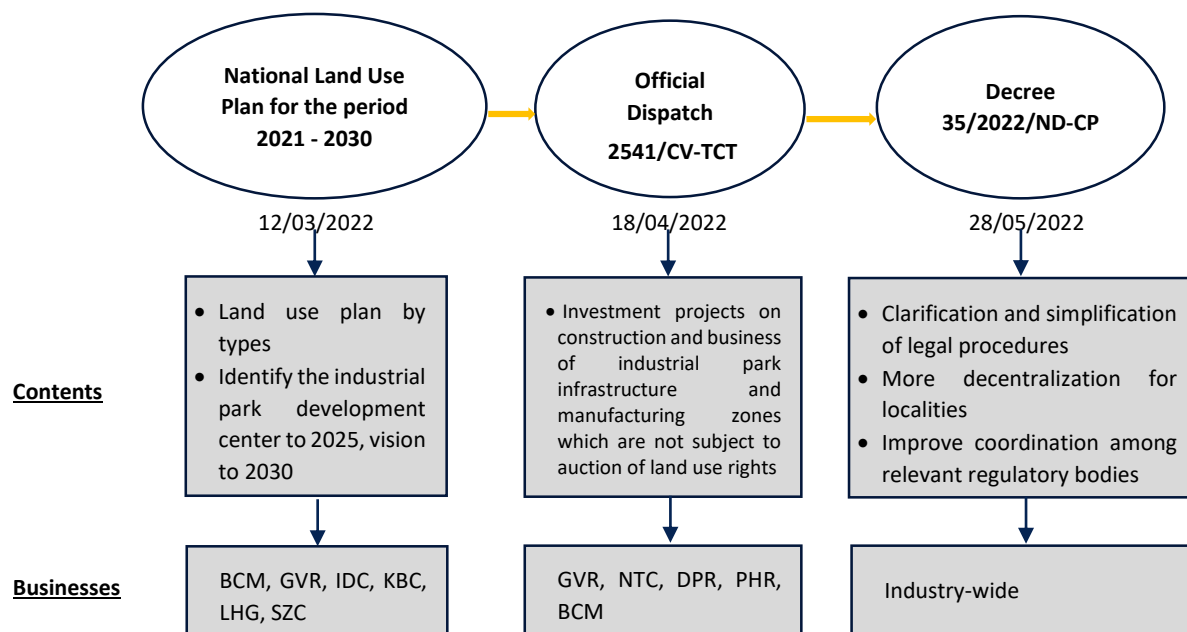 National Land Use
Plan for the period
2021 - 2030
Official
Dispatch
2541/CV-TCT
Decree
35/2022/ND-CP
12/03/2022
18/04/2022
28/05/2022
Contents
• Land use plan by
types
• Identify the industrial
park development
center to 2025, vision
to 2030
• Investment projects on
construction and business
of industrial park
infrastructure and
manufacturing zones
which are not subject to
auction of land use rights
• Clarification and simplification
of legal procedures
• More decentralization for
localities
• Improve coordination among
relevant regulatory bodies
Businesses
BCM, GVR, IDC, KBC,
LHG, SZC
GVR, NTC, DPR, PHR,
BCM
Industry-wide